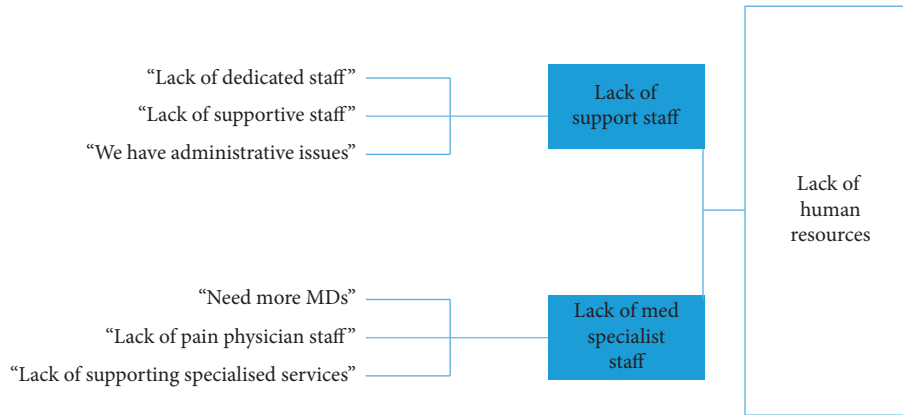 “Lack of dedicated staff”
“Lack of supportive staff”
“We have administrative issues”
Lack of
support staff
“Need more MDs”
“Lack of pain physician staff”
“Lack of supporting specialised services”
Lack of med
specialist
staff
Lack of
human
resources